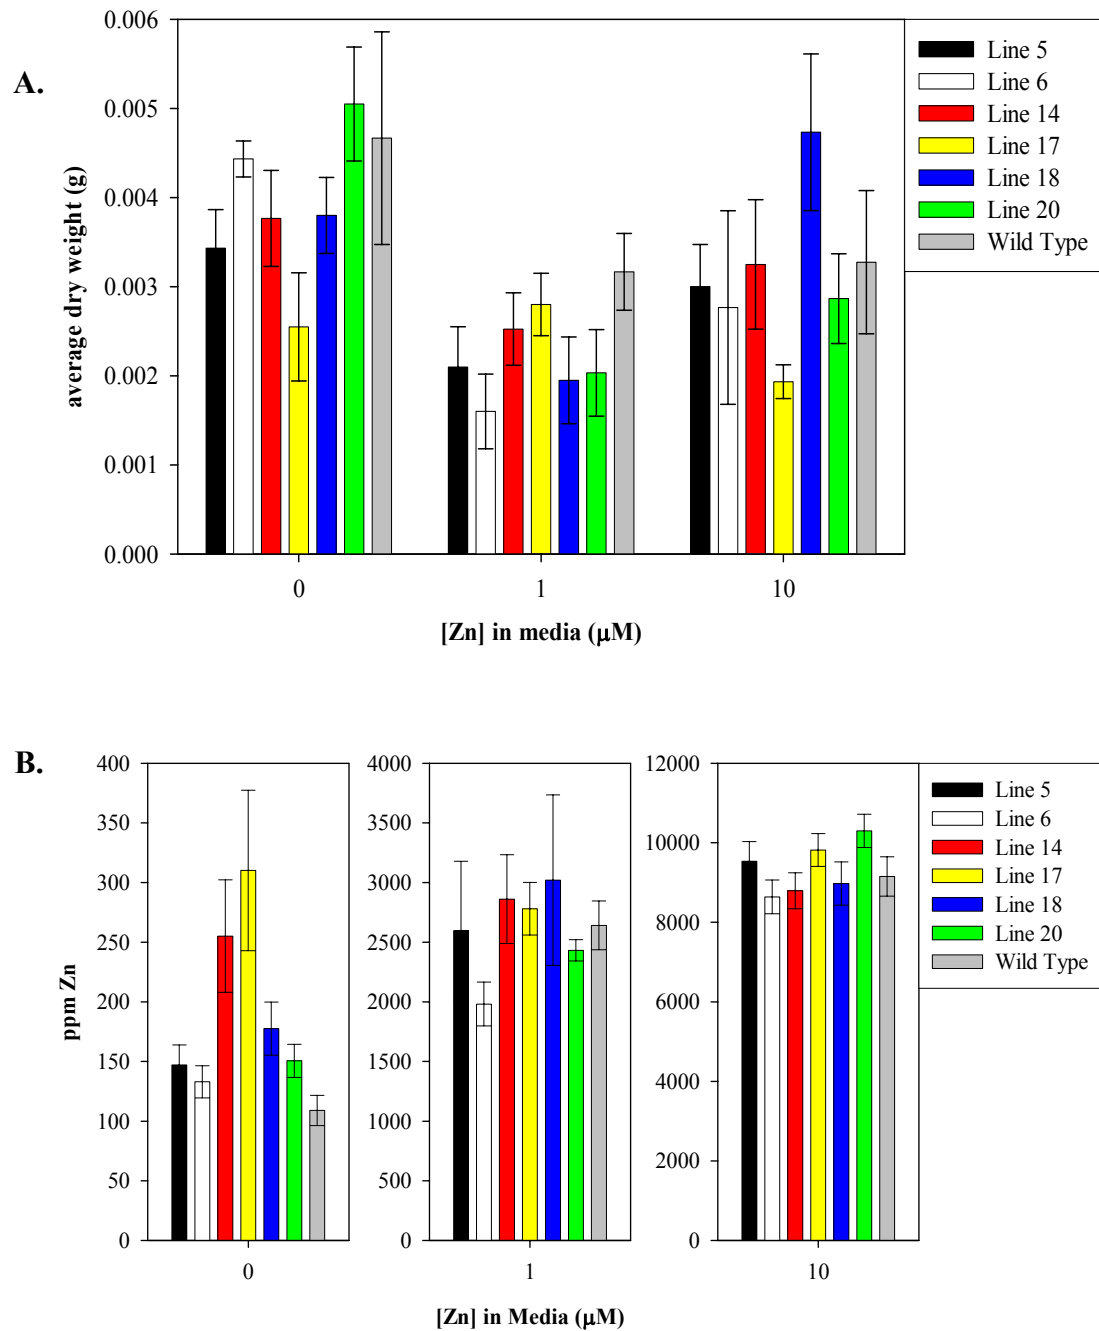 A.
average dry weight (g)
0.006
0.005
0.004
0.003
0.002
0.001
0.000
0 1 10
[Zn] in media (μM)
Line 5
Line 6
Line 14
Line 17
Line 18
Line 20
Wild Type
B.
ppm Zn
400
350
300
250
200
150
100
50
0
0
4000
3500
3000
2500
2000
1500
1000
500
0
1
12000
10000
8000
6000
4000
2000
0
10
[Zn] in Media (μM)
Line 5
Line 6
Line 14
Line 17
Line 18
Line 20
Wild Type